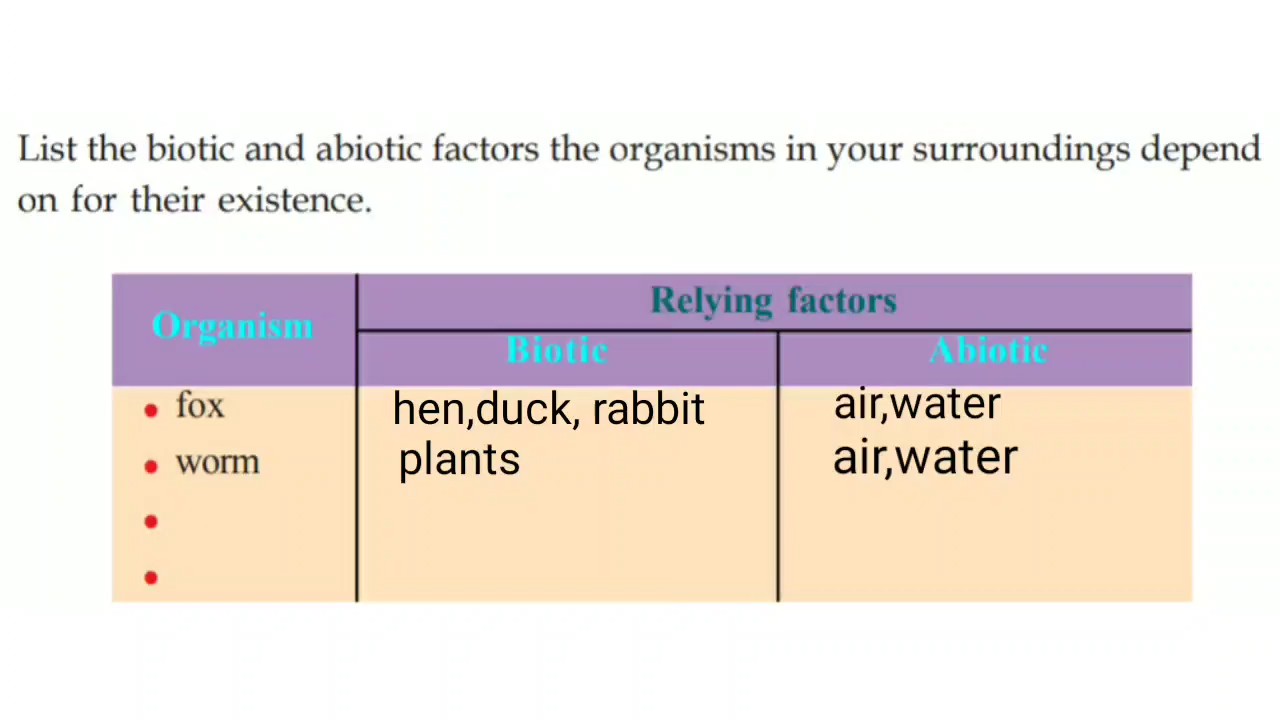 List the biotic and abiotic factors the organisms in your surroundings depend
on for their existence.
Organism
Relying factors
Biotic
Abiotic
• fox
hen,duck, rabbit
air,water
• worm
plants
air,water
•
•